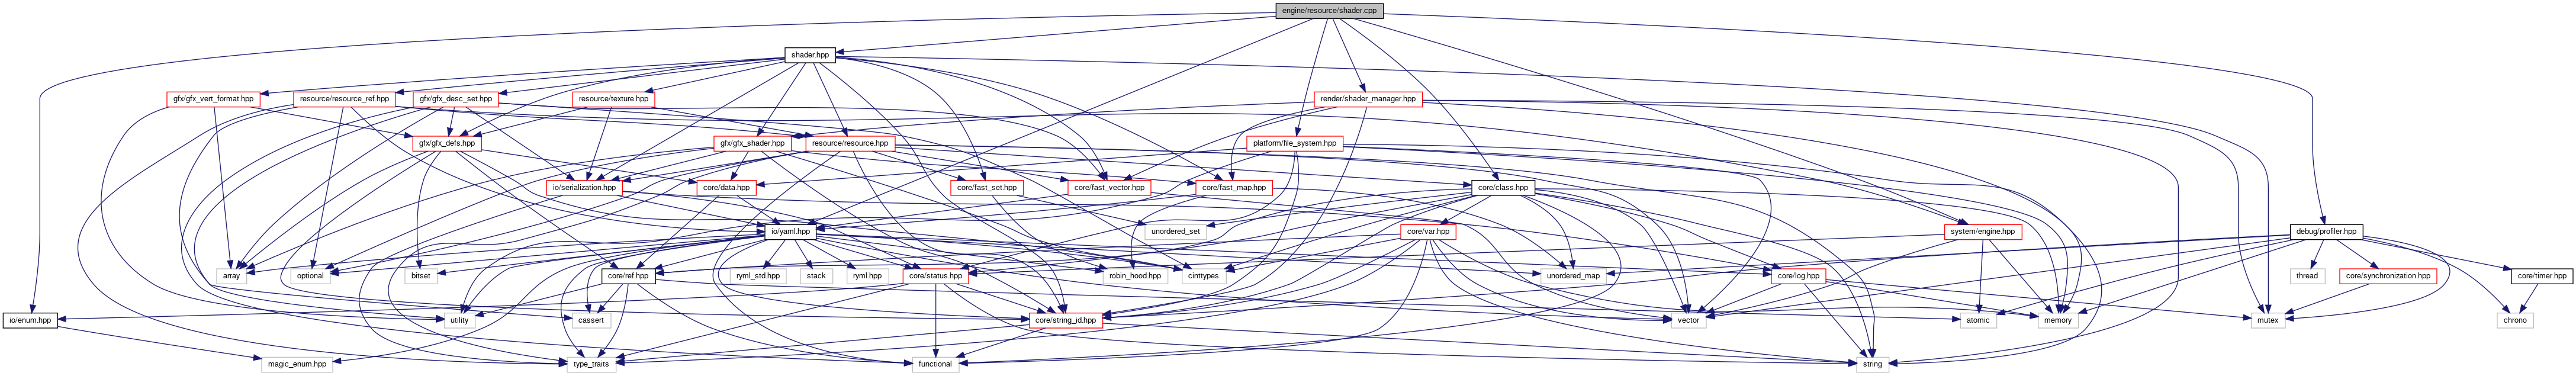 engine/resource/shader.cpp
shader.hpp
gfx/gfx_vert_format.hpp
resource/resource_ref.hpp
gfx/gfx_desc_set.hpp
resource/texture.hpp
render/shader_manager.hpp
gfx/gfx_defs.hpp
gfx/gfx_shader.hpp
resource/resource.hpp
platform/file_system.hpp
io/serialization.hpp
core/data.hpp
core/fast_set.hpp
core/fast_vector.hpp
core/fast_map.hpp
core/class.hpp
io/yaml.hpp
unordered_set
core/var.hpp
system/engine.hpp
debug/profiler.hpp
array
optional
bitset
core/ref.hpp
ryml_std.hpp
stack
ryml.hpp
core/status.hpp
robin_hood.hpp
cinttypes
unordered_map
core/log.hpp
thread
core/synchronization.hpp
core/timer.hpp
io/enum.hpp
utility
cassert
core/string_id.hpp
vector
atomic
memory
mutex
chrono
magic_enum.hpp
type_traits
functional
string